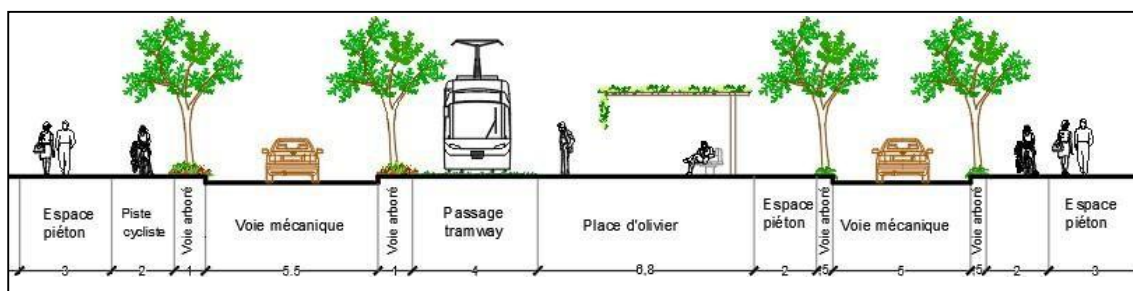 Espace
piéton
Piste
cycliste
Voie arboré
Voie mécanique
Voie arboré
Passage
tramway
Place d'olivier
Espace
piéton
Voie arboré
Voie mécanique
Voie arboré
Espace
piéton
3 2 1 5.5 1 4 6,8 2 2 3